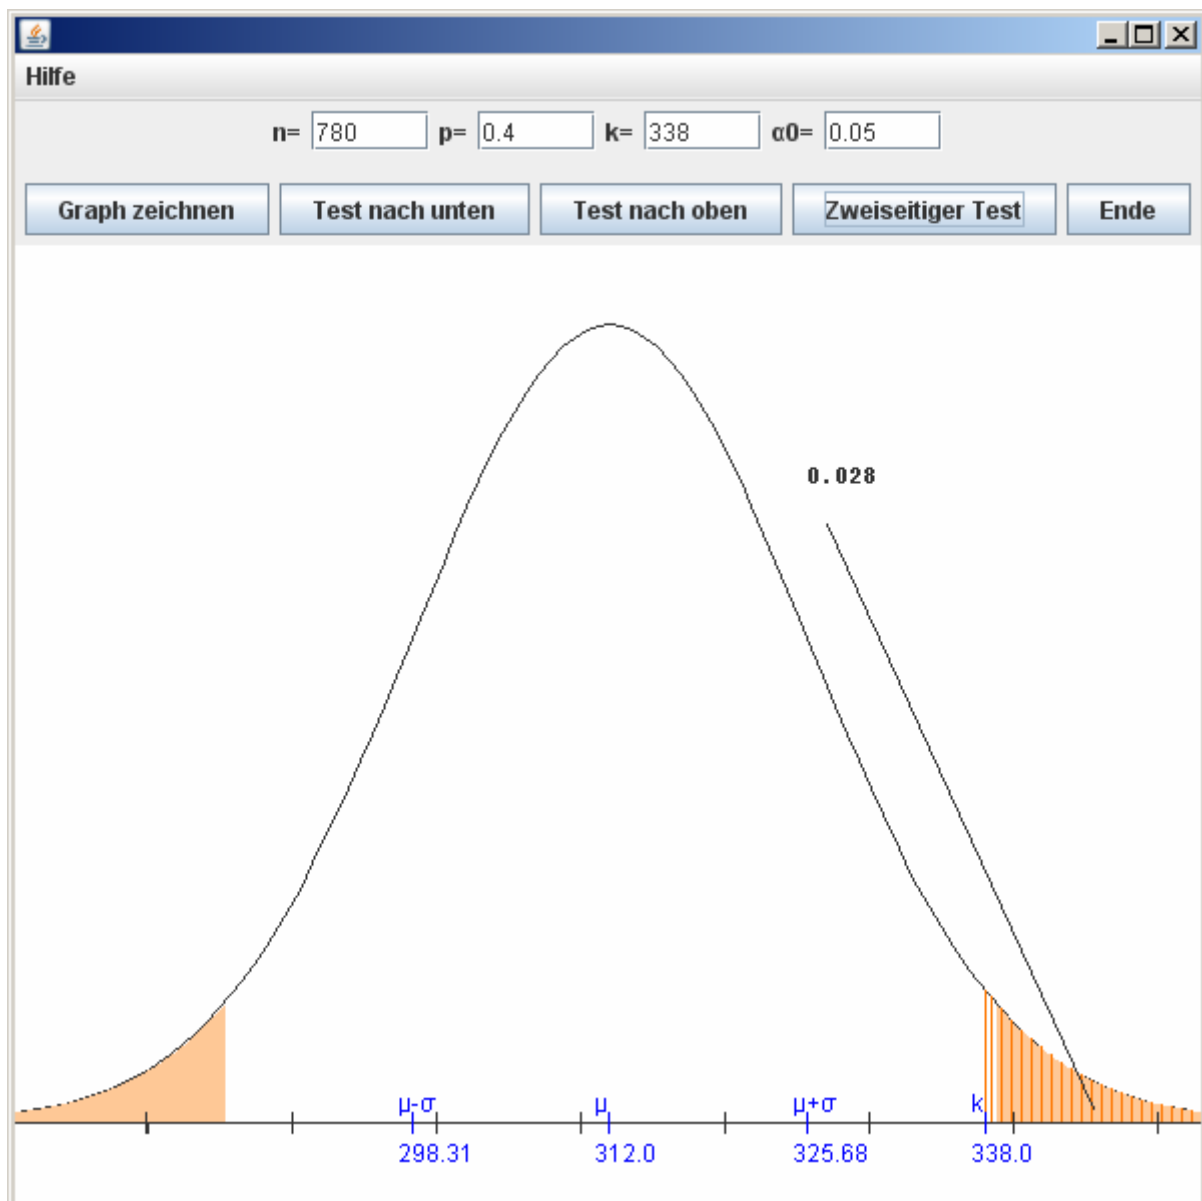 Hilfe
n= 780 p= 0.4 k= 338 α0= 0.05
Graph zeichnen Test nach unten Test nach oben Zweiseitiger Test Ende
0.028
μ-σ μ μ+σ k
298.31 312.0 325.68 338.0